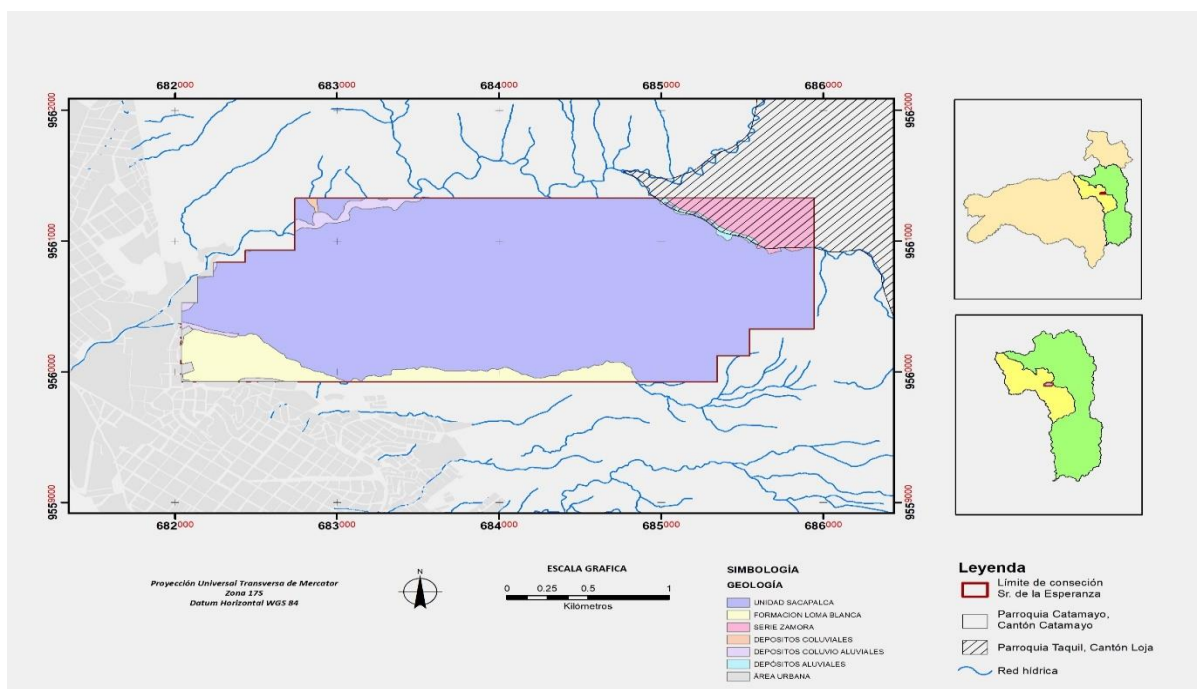 682000 683000 684000 685000 686000
9562000 9562000
9561000 9561000
9560000 9560000
9559000 9559000
682000 683000 684000 685000 686000
Proyección Universal Transversa de Mercator
Zona 17S
Datum Horizontal WGS 84
N
ESCALA GRAFICA
0 0.25 0.5 1
Kilómetros
SIMBOLOGÍA
GEOLOGÍA
UNIDAD SACAPALCA
FORMACION LOMA BLANCA
SERIE ZAMORA
DEPOSITOS COLUVIALES
DEPOSITOS COLUVIO ALUVIALES
DEPÓSITOS ALUVIALES
ÁREA URBANA
Leyenda
Límite de conseción
Sr. de la Esperanza
Parroquia Catamayo,
Cantón Catamayo
Parroquia Taquil, Cantón Loja
Red hídrica